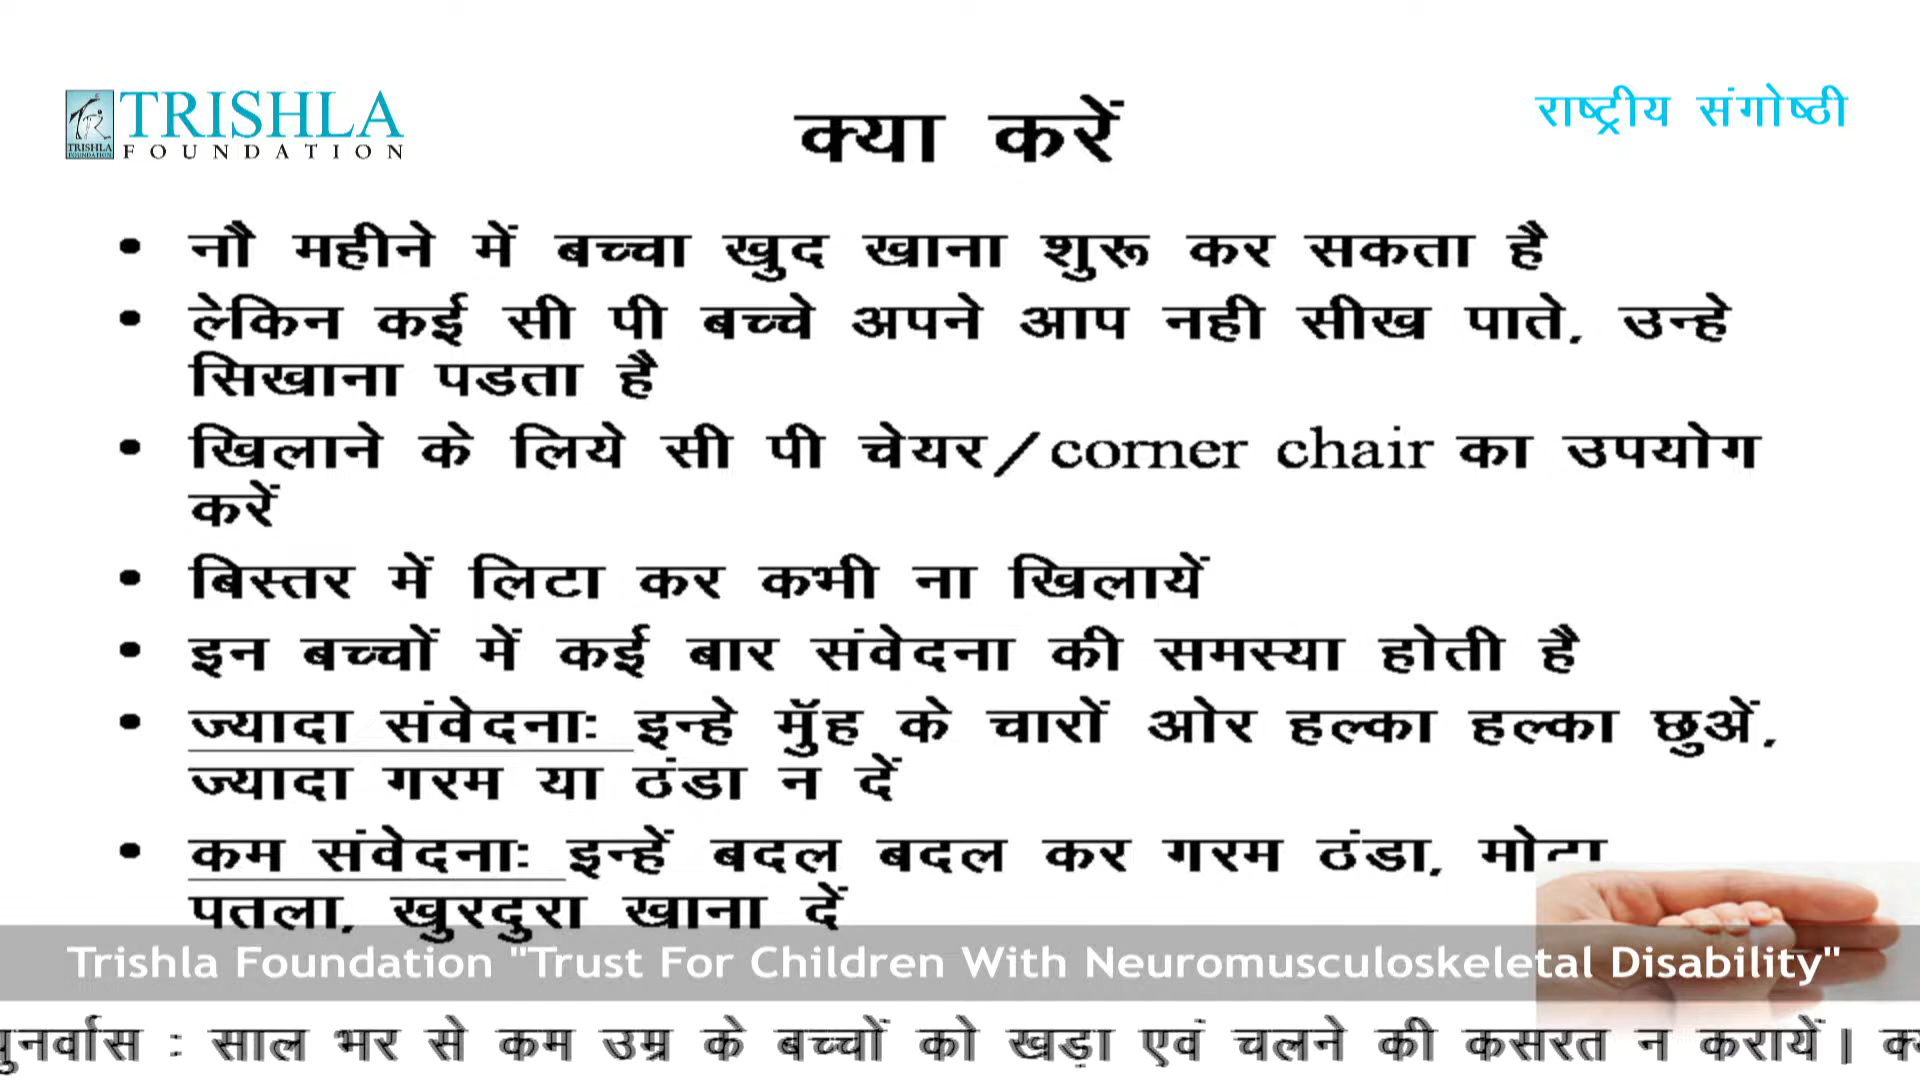 TRISHLA
FOUNDATION
TRISHLA
FOUNDATION
क्या करें
राष्ट्रीय संगोष्ठी
• नौ महीने में बच्चा खुद खाना शुरू कर सकता है
• लेकिन कई सी पी बच्चे अपने आप नही सीख पाते, उन्हे
सिखाना पडता है
• खिलाने के लिये सी पी चेयर/corner chair का उपयोग
करें
• बिस्तर में लिटा कर कभी ना खिलायें
• इन बच्चों में कई बार संवेदना की समस्या होती है
• ज्यादा संवेदनाः इन्हे मुॅह के चारों ओर हल्का हल्का छुअें,
ज्यादा गरम या ठंडा न दें
• कम संवेदनाः इन्हें बदल बदल कर गरम ठंडा, मोटा
पतला, खुरदुरा खाना दें
Trishla Foundation "Trust For Children With Neuromusculoskeletal Disability"
पुनर्वास : साल भर से कम उम्र के बच्चों को खड़ा एवं चलने की कसरत न करायें।